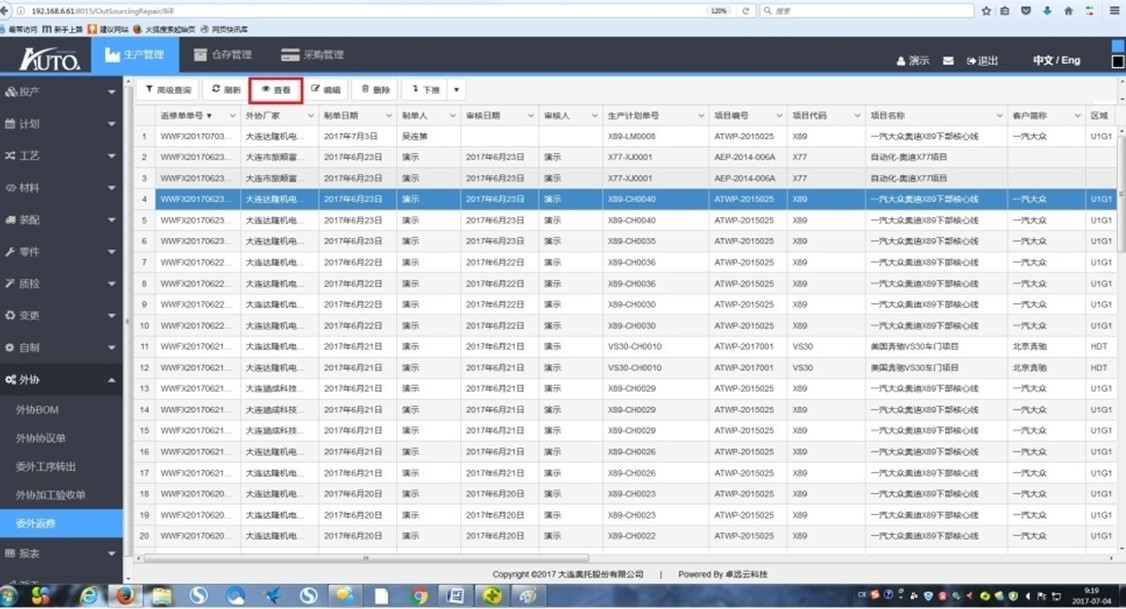 192.168.6.61:8015/OutSourcingRepair/Bill 120% 搜索
最常访问 新手上路 建议网站 火狐搜索起始页 网页快讯库
AUTO. 生产管理 仓存管理 采购管理 演示 退出 中文 / Eng
高级查询 刷新 查看 编辑 删除 下推
投产
计划
工艺
材料
装配
零件
质检
变更
自制
外协
外协BOM
外协协议单
委外工序转出
外协加工验收单
委外返修
报表
返修单单号 外协厂家 制单日期 制单人 审核日期 审核人 生产计划单号 项目编号 项目代码 项目名称 客户简称 区域
1 WWFX20170703... 大连达隆机电... 2017年7月3日 吴连第 X89-LM0008 ATWP-2015025 X89 一汽大众奥迪X89下部核心线 一汽大众 U1G1
2 WWFX20170623... 大连市旅顺富... 2017年6月23日 演示 2017年6月23日 演示 X77-XJ0001 AEP-2014-006A X77 自动化-奥迪X77项目
3 WWFX20170623... 大连市旅顺富... 2017年6月23日 演示 2017年6月23日 演示 X77-XJ0001 AEP-2014-006A X77 自动化-奥迪X77项目
4 WWFX20170623... 大连达隆机电... 2017年6月23日 演示 2017年6月23日 演示 X89-CH0040 ATWP-2015025 X89 一汽大众奥迪X89下部核心线 一汽大众 U1G1
5 WWFX20170623... 大连达隆机电... 2017年6月23日 演示 2017年6月23日 演示 X89-CH0040 ATWP-2015025 X89 一汽大众奥迪X89下部核心线 一汽大众 U1G1
6 WWFX20170623... 大连达隆机电... 2017年6月23日 演示 2017年6月23日 演示 X89-CH0035 ATWP-2015025 X89 一汽大众奥迪X89下部核心线 一汽大众 U1G1
7 WWFX20170622... 大连达隆机电... 2017年6月22日 演示 2017年6月22日 演示 X89-CH0036 ATWP-2015025 X89 一汽大众奥迪X89下部核心线 一汽大众 U1G1
8 WWFX20170622... 大连达隆机电... 2017年6月22日 演示 2017年6月22日 演示 X89-CH0036 ATWP-2015025 X89 一汽大众奥迪X89下部核心线 一汽大众 U1G1
9 WWFX20170622... 大连达隆机电... 2017年6月22日 演示 2017年6月22日 演示 X89-CH0030 ATWP-2015025 X89 一汽大众奥迪X89下部核心线 一汽大众 U1G1
10 WWFX20170622... 大连达隆机电... 2017年6月22日 演示 2017年6月22日 演示 X89-CH0030 ATWP-2015025 X89 一汽大众奥迪X89下部核心线 一汽大众 U1G1
11 WWFX20170621... 大连达隆机电... 2017年6月21日 演示 2017年6月21日 演示 VS30-CH0010 ATWP-2017001 VS30 美国奔驰VS30车门项目 北京奔驰 HDT
12 WWFX20170621... 大连达隆机电... 2017年6月21日 演示 2017年6月21日 演示 VS30-CH0010 ATWP-2017001 VS30 美国奔驰VS30车门项目 北京奔驰 HDT
13 WWFX20170621... 大连涵成科技... 2017年6月21日 演示 2017年6月21日 演示 X89-CH0029 ATWP-2015025 X89 一汽大众奥迪X89下部核心线 一汽大众 U1G1
14 WWFX20170621... 大连涵成科技... 2017年6月21日 演示 2017年6月21日 演示 X89-CH0029 ATWP-2015025 X89 一汽大众奥迪X89下部核心线 一汽大众 U1G1
15 WWFX20170621... 大连涵成科技... 2017年6月21日 演示 2017年6月21日 演示 X89-CH0029 ATWP-2015025 X89 一汽大众奥迪X89下部核心线 一汽大众 U1G1
16 WWFX20170621... 大连达隆机电... 2017年6月21日 演示 2017年6月21日 演示 X89-CH0026 ATWP-2015025 X89 一汽大众奥迪X89下部核心线 一汽大众 U1G1
17 WWFX20170621... 大连达隆机电... 2017年6月21日 演示 2017年6月21日 演示 X89-CH0026 ATWP-2015025 X89 一汽大众奥迪X89下部核心线 一汽大众 U1G1
18 WWFX20170620... 大连达隆机电... 2017年6月20日 演示 2017年6月20日 演示 X89-CH0023 ATWP-2015025 X89 一汽大众奥迪X89下部核心线 一汽大众 U1G1
19 WWFX20170620... 大连达隆机电... 2017年6月20日 演示 2017年6月20日 演示 X89-CH0023 ATWP-2015025 X89 一汽大众奥迪X89下部核心线 一汽大众 U1G1
20 WWFX20170620... 大连达隆机电... 2017年6月20日 演示 2017年6月20日 演示 X89-CH0022 ATWP-2015025 X89 一汽大众奥迪X89下部核心线 一汽大众 U1G1
Copyright ©2017 大连奥托股份有限公司 | Powered By 卓远云科技
9:19
2017-07-04